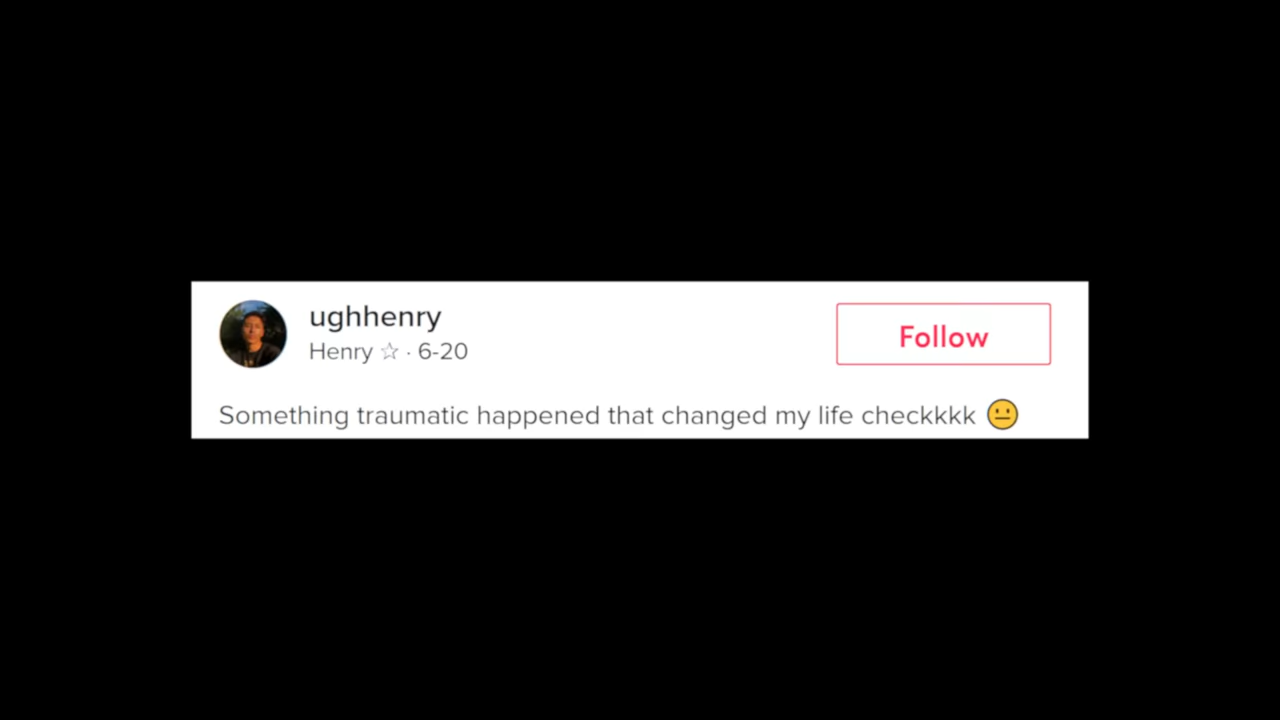 ughhenry
Henry ☆ · 6-20
Follow
Something traumatic happened that changed my life checkkkk 😐